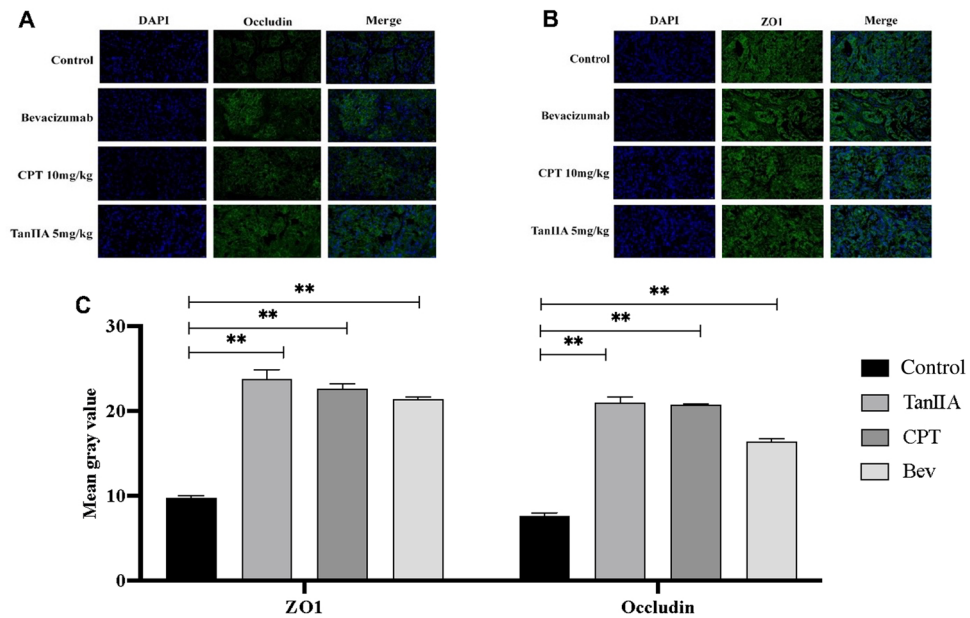 A
DAPI Occludin Merge
Control
Bevacizumab
CPT 10mg/kg
TanIIA 5mg/kg
B
DAPI ZO1 Merge
Control
Bevacizumab
CPT 10mg/kg
TanIIA 5mg/kg
C
Mean gray value
30
20
10
0
**
**
**
**
**
**
ZO1 Occludin
Control
TanIIA
CPT
Bev